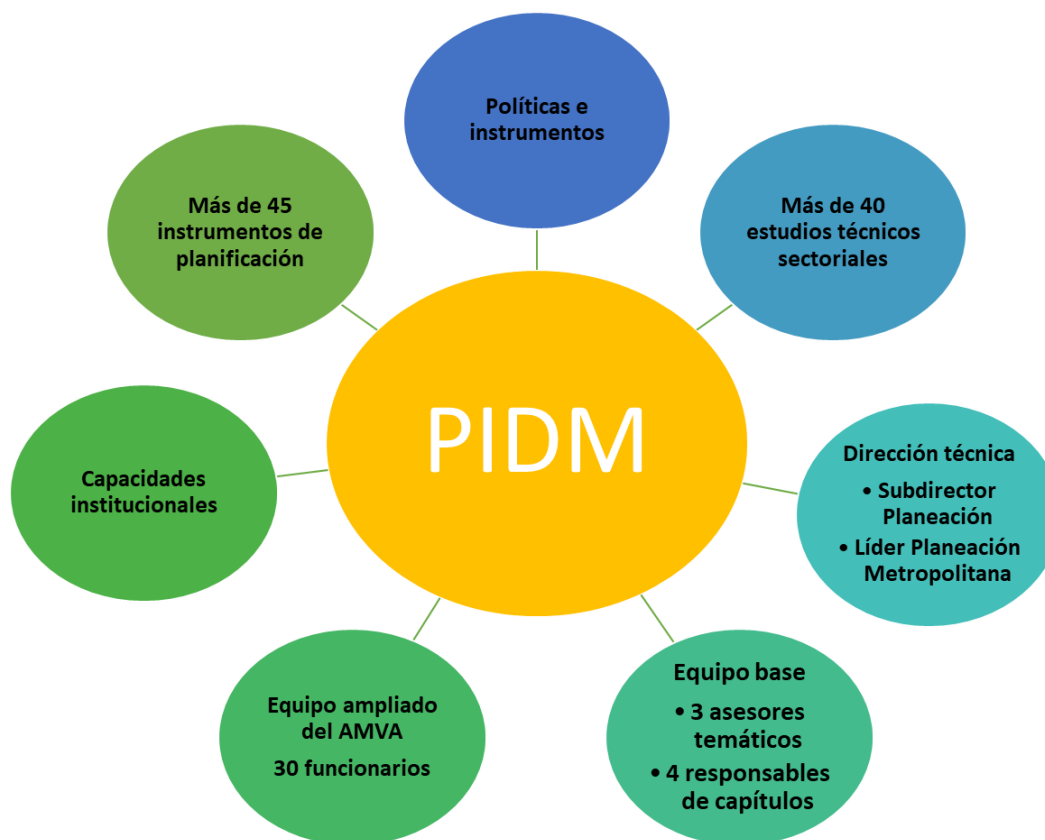 Políticas e
instrumentos
Más de 45
instrumentos de
planificación
Más de 40
estudios técnicos
sectoriales
PIDM
Capacidades
institucionales
Dirección técnica
• Subdirector
Planeación
• Líder Planeación
Metropolitana
Equipo ampliado
del AMVA
30 funcionarios
Equipo base
• 3 asesores
temáticos
• 4 responsables
de capítulos